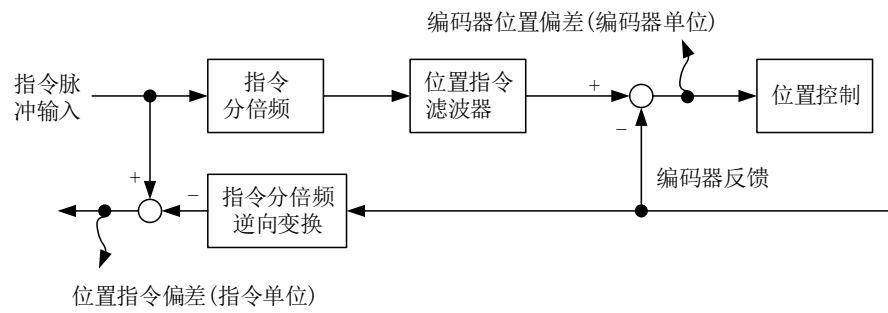 编码器位置偏差(编码器单位)
指令脉
冲输入
指令
分倍频
位置指令
滤波器
+
−
位置控制
编码器反馈
+
−
指令分倍频
逆向变换
位置指令偏差(指令单位)